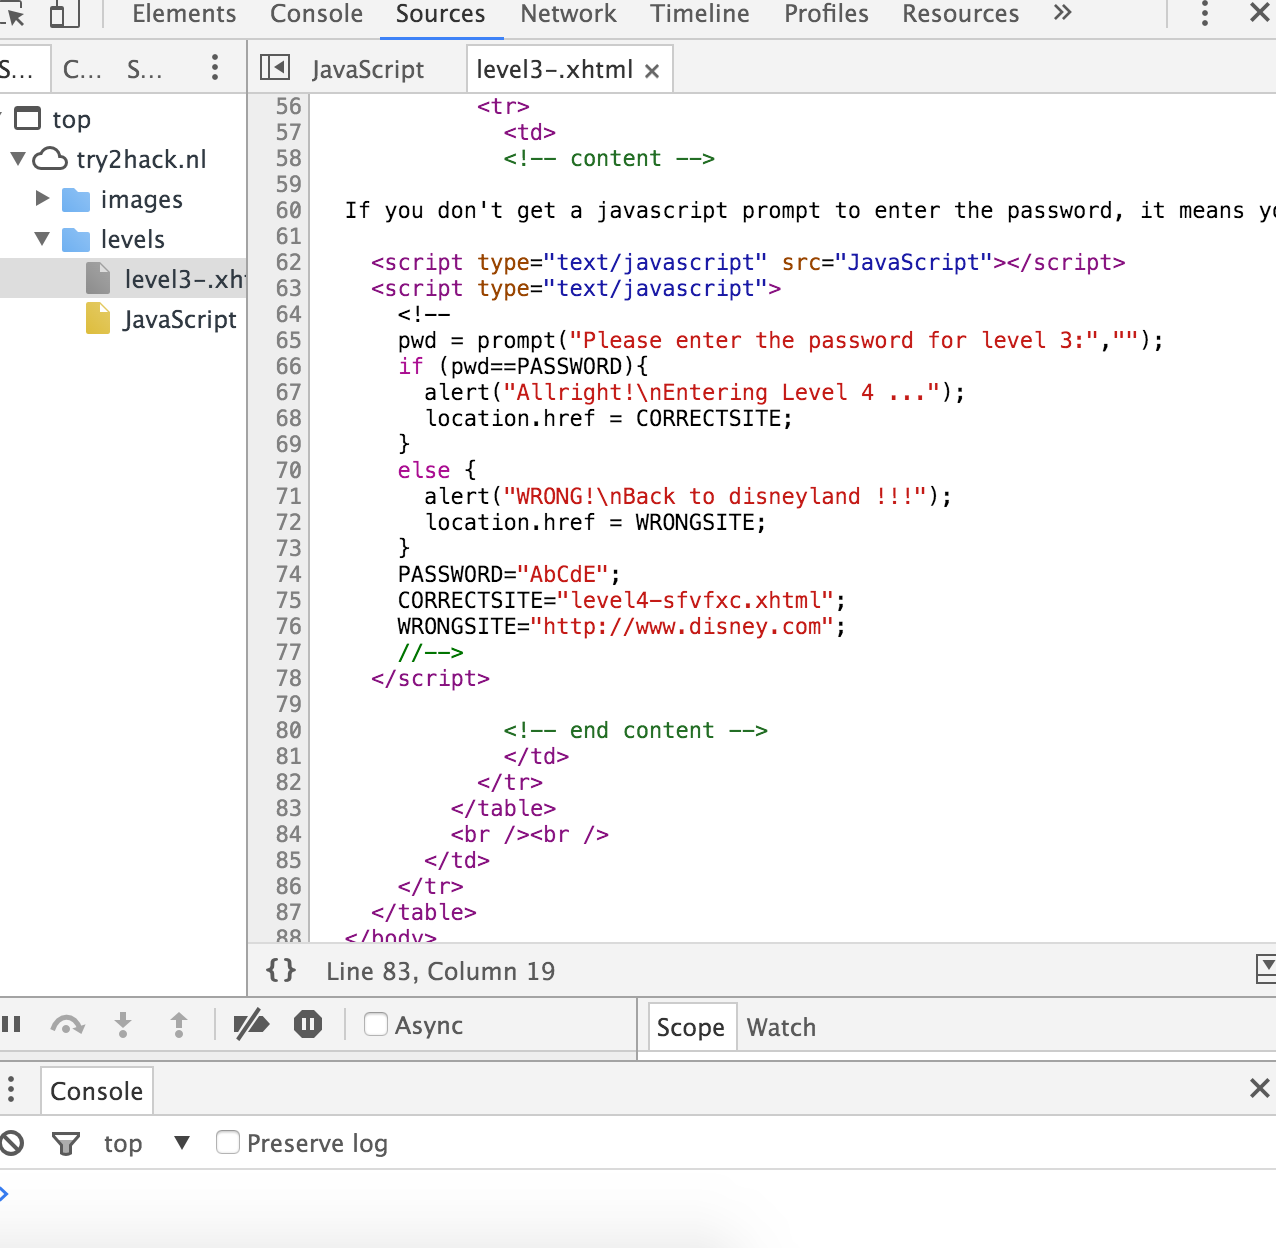 Elements Console Sources Network Timeline Profiles Resources »
S... C... S...
JavaScript level3-.xhtml ×
top
try2hack.nl
images
levels
level3-.xh
JavaScript
56 <tr>
57 <td>
58 <!-- content -->
59
60 If you don't get a javascript prompt to enter the password, it means
61
62 <script type="text/javascript" src="JavaScript"></script>
63 <script type="text/javascript">
64 <!--
65 pwd = prompt("Please enter the password for level 3:","");
66 if (pwd==PASSWORD){
67 alert("Allright!\nEntering Level 4 ...");
68 location.href = CORRECTSITE;
69 }
70 else {
71 alert("WRONG!\nBack to disneyland !!!");
72 location.href = WRONGSITE;
73 }
74 PASSWORD="AbCdE";
75 CORRECTSITE="level4-sfvfxc.xhtml";
76 WRONGSITE="http://www.disney.com";
77 //-->
78 </script>
79
80 <!-- end content -->
81 </td>
82 </tr>
83 </table>
84 <br /><br />
85 </td>
86 </tr>
87 </table>
88 </body>
{} Line 83, Column 19
Async
Scope Watch
Console
top Preserve log